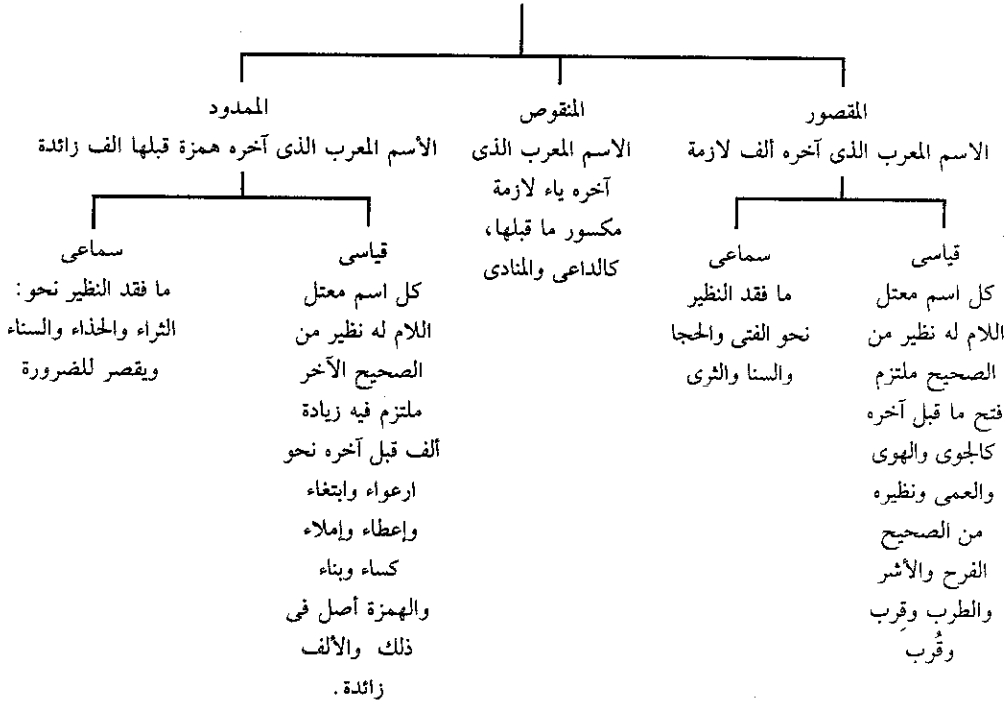 المقصور
الاسم المعرب الذى آخره ألف لازمة
قياسى
كل اسم معتل
اللام له نظير من
الصحيح ملتزم
فتح ما قبل آخره
كالجوى والهوى
والعمى ونظيره
من الصحيح
الفرح والأشر
والطرب وقِرب
وقُرب
سماعى
ما فقد النظير
نحو الفتى والحجا
والسنا والثرى
المنقوص
الاسم المعرب الذى
آخره ياء لازمة
مكسور ما قبلها،
كالداعى والمنادى
الممدود
الأسم المعرب الذى آخره همزة قبلها الف زائدة
قياسى
كل اسم معتل
اللام له نظير من
الصحيح الآخر
ملتزم فيه زيادة
ألف قبل آخره نحو
ارعواء وابتغاء
وإعطاء وإملاء
كساء وبناء
والهمزة أصل فى
ذلك والألف
زائدة.
سماعى
ما فقد النظير نحو:
الثراء والحذاء والسناء
ويقصر للضرورة